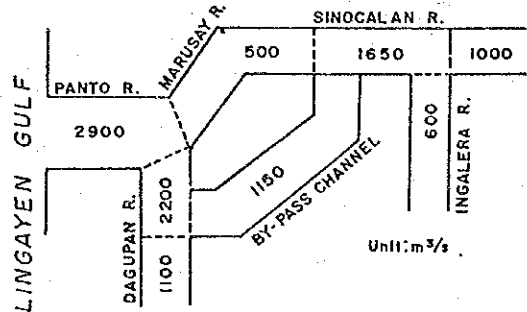 SINOCALAN R.
MARUSAY R.
500
1650
1000
PANTO R.
LINGAYEN GULF
2900
600
INGALERA R.
1150
BY-PASS CHANNEL
2200
DAGUPAN R.
1100
Unit: m³/s